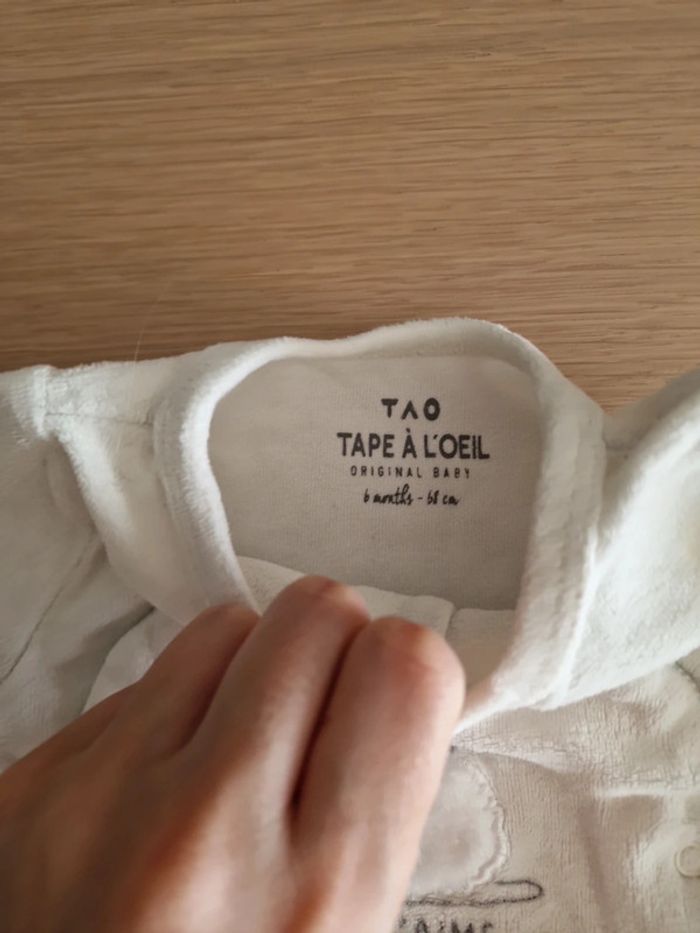 TAO
TAPE À L'OEIL
ORIGINAL BABY
6 months - 68 cm